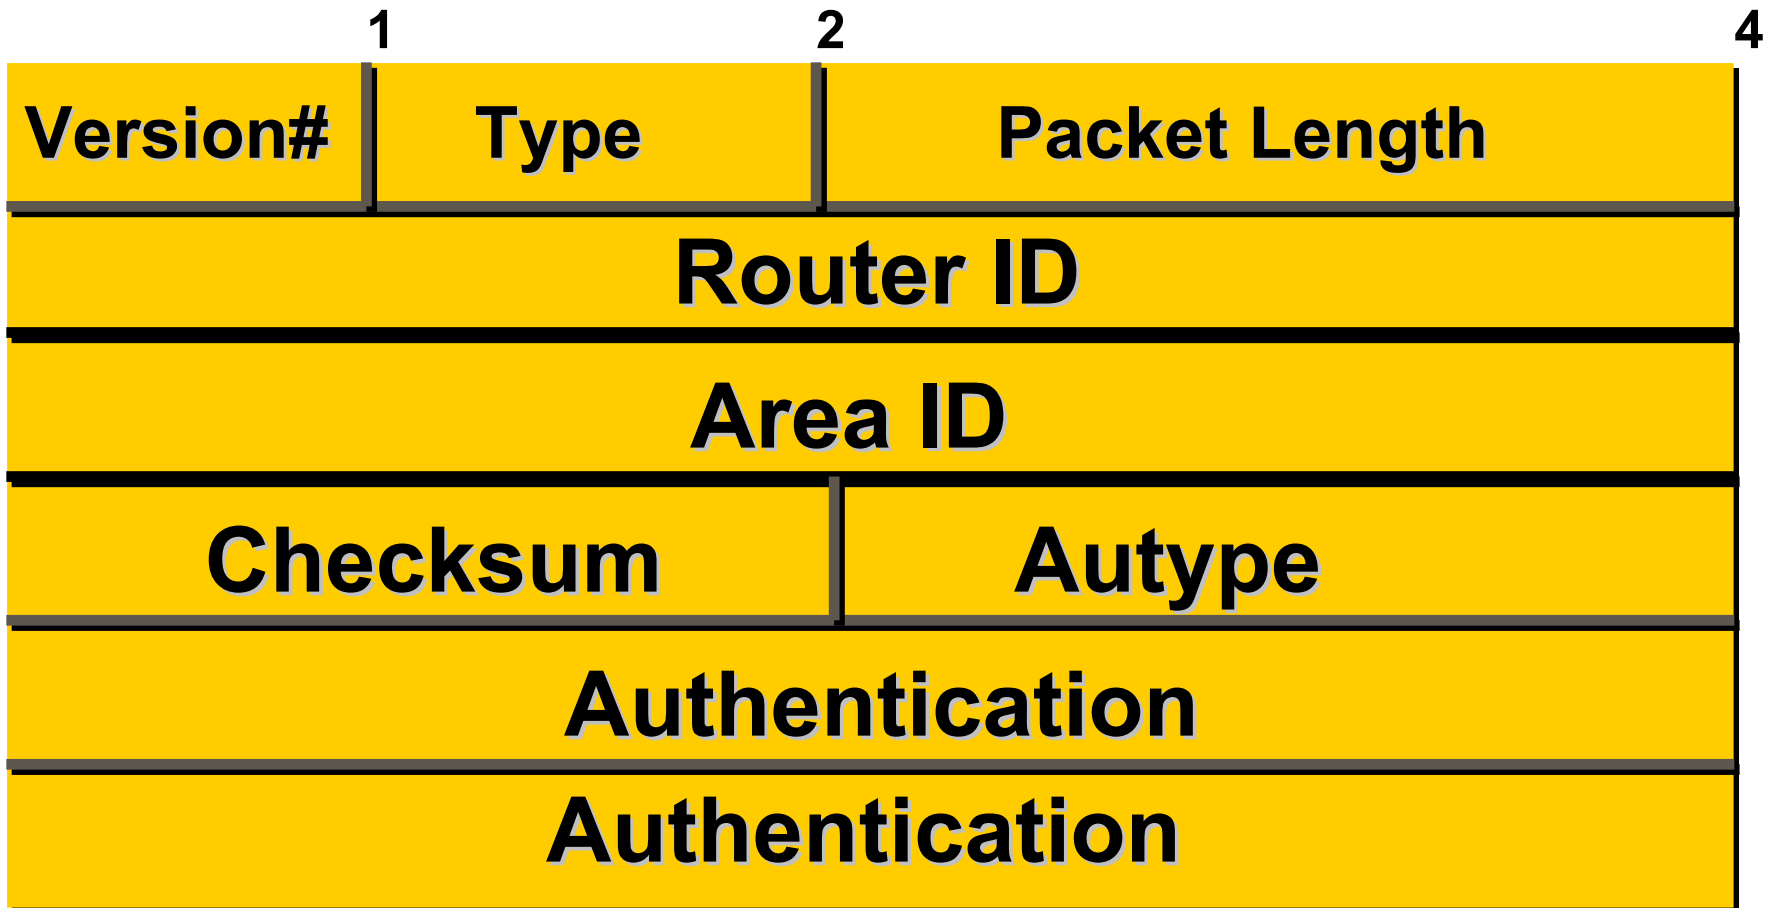 1 2 4
Version# Type Packet Length
Router ID
Area ID
Checksum Autype
Authentication
Authentication